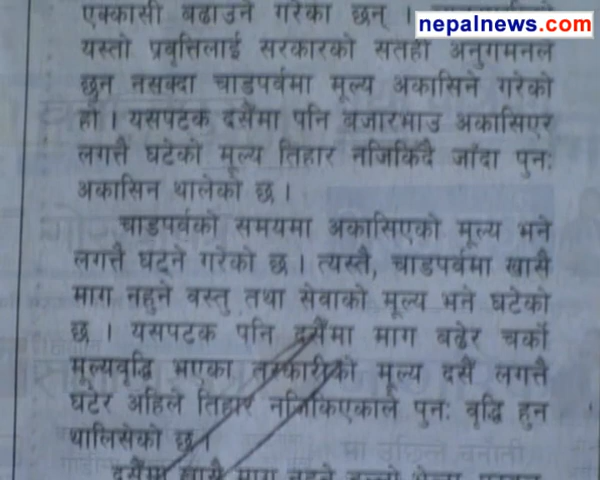 nepalnews.com
एक्कासी बढाउने गरेका छन् ।
यस्तो प्रवृत्तिलाई सरकारको सतही अनुगमनले
छुन नसक्दा चाडपर्वमा मूल्य अकासिने गरेको
हो । यसपटक दसैंमा पनि बजारभाउ अकासिएर
लगत्तै घटेको मूल्य तिहार नजिकिँदै जाँदा पुनः
अकासिन थालेको छ ।
चाडपर्वको समयमा अकासिएको मूल्य भने
लगत्तै घट्ने गरेको छ । त्यस्तै, चाडपर्वमा खासै
माग नहुने वस्तु तथा सेवाको मूल्य भने घटेको
छ । यसपटक पनि दसैंमा माग बढेर चर्को
मूल्यवृद्धि भएका तरकारीको मूल्य दसैं लगत्तै
घटेर अहिले तिहार नजिकिएकाले पुनः वृद्धि हुन
थालिसेको छ ।
दसैंमा खासै माग नहुने